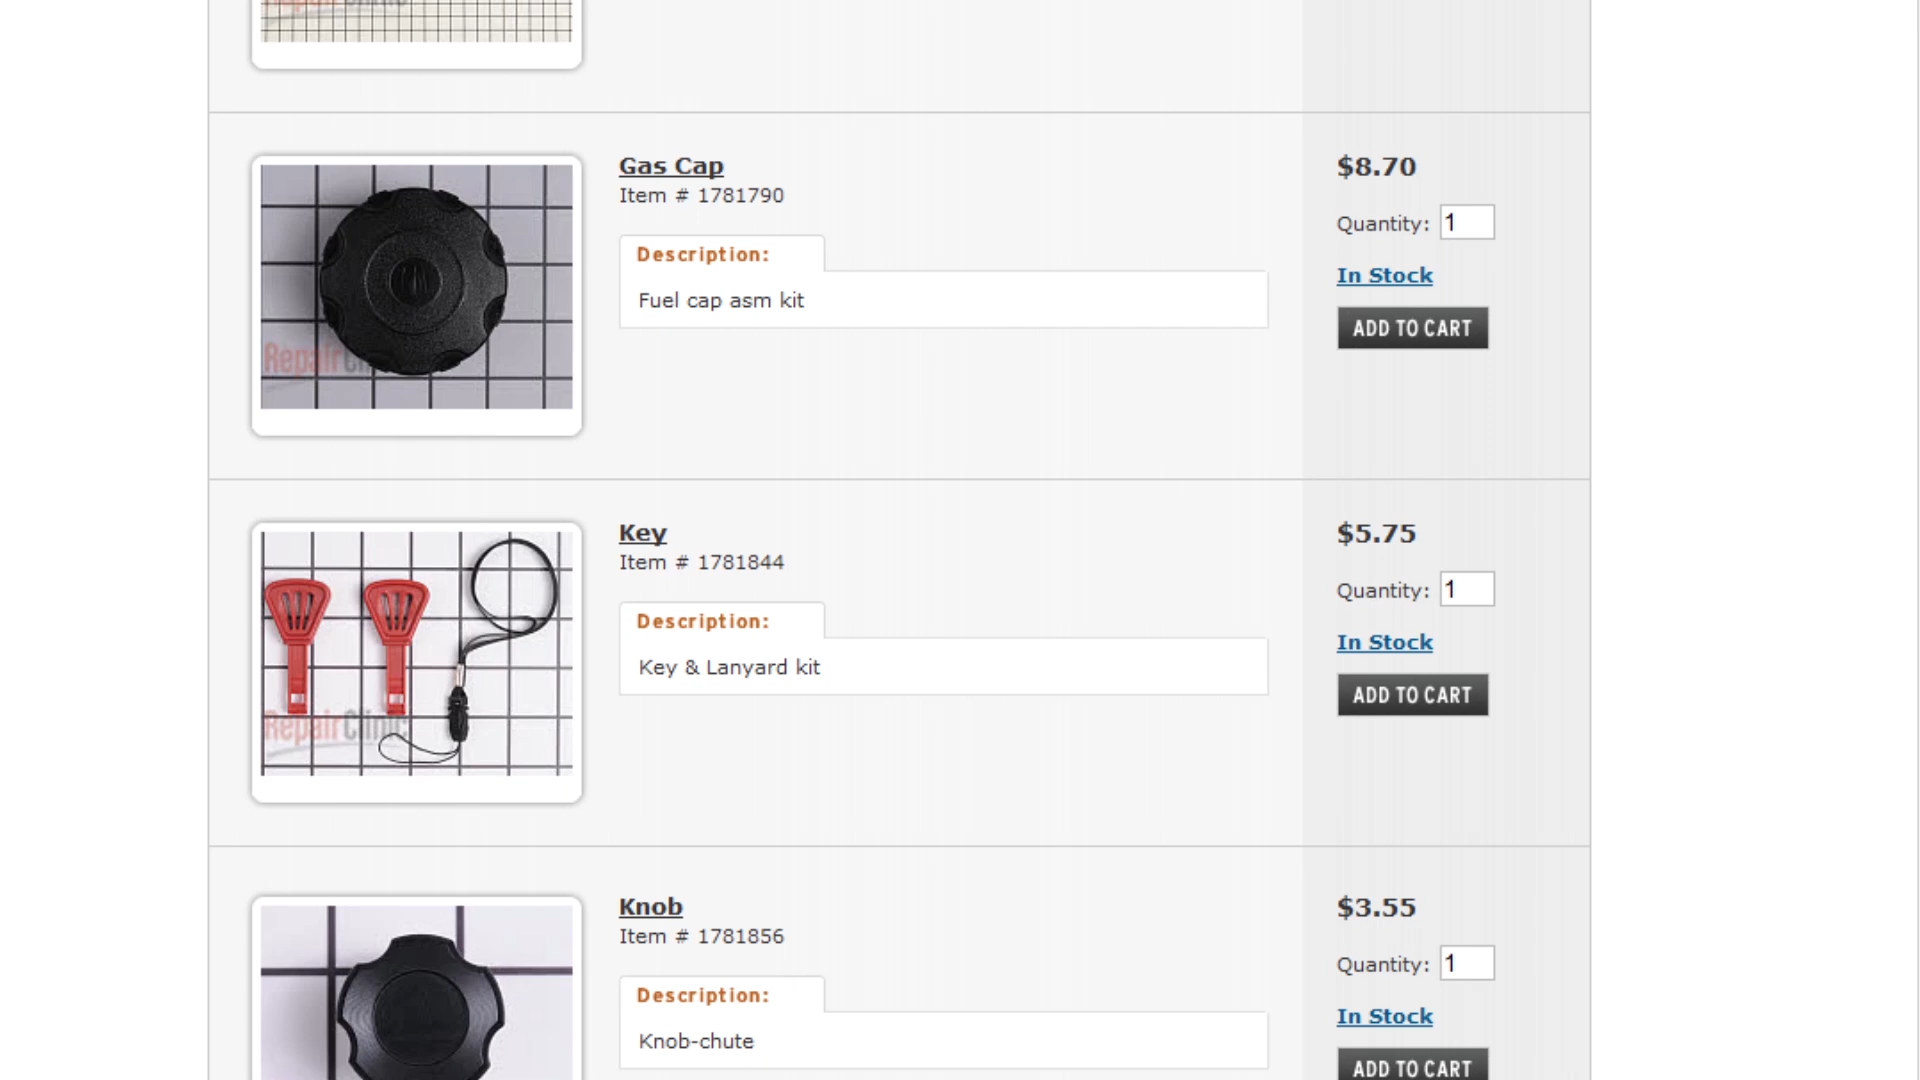 Gas Cap
Item # 1781790
Description:
Fuel cap asm kit
$8.70
Quantity: 1
In Stock
ADD TO CART
RepairClinic
Key
Item # 1781844
Description:
Key & Lanyard kit
$5.75
Quantity: 1
In Stock
ADD TO CART
RepairClinic
Knob
Item # 1781856
Description:
Knob-chute
$3.55
Quantity: 1
In Stock
ADD TO CART